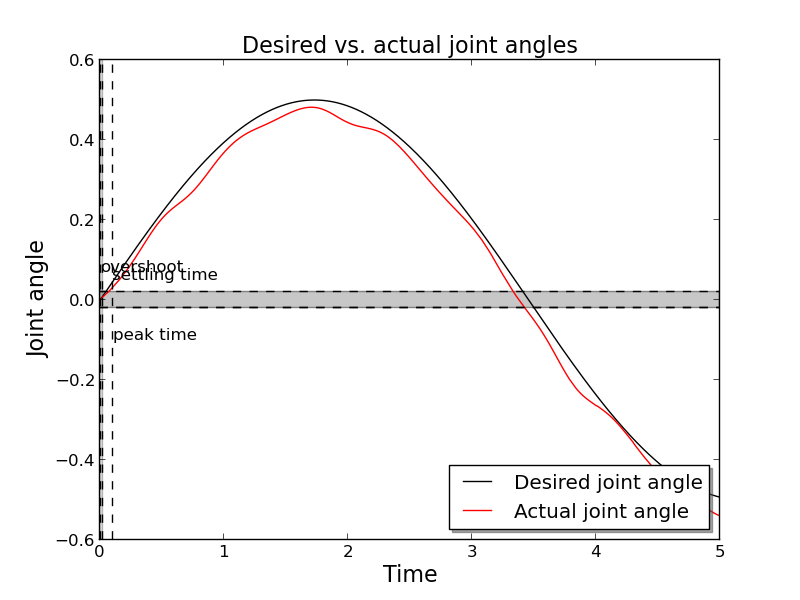 Desired vs. actual joint angles
0.6
0.4
0.2
0.0
−0.2
−0.4
−0.6
Joint angle
overshoot
settling time
peak time
Desired joint angle
Actual joint angle
0 1 2 3 4 5
Time